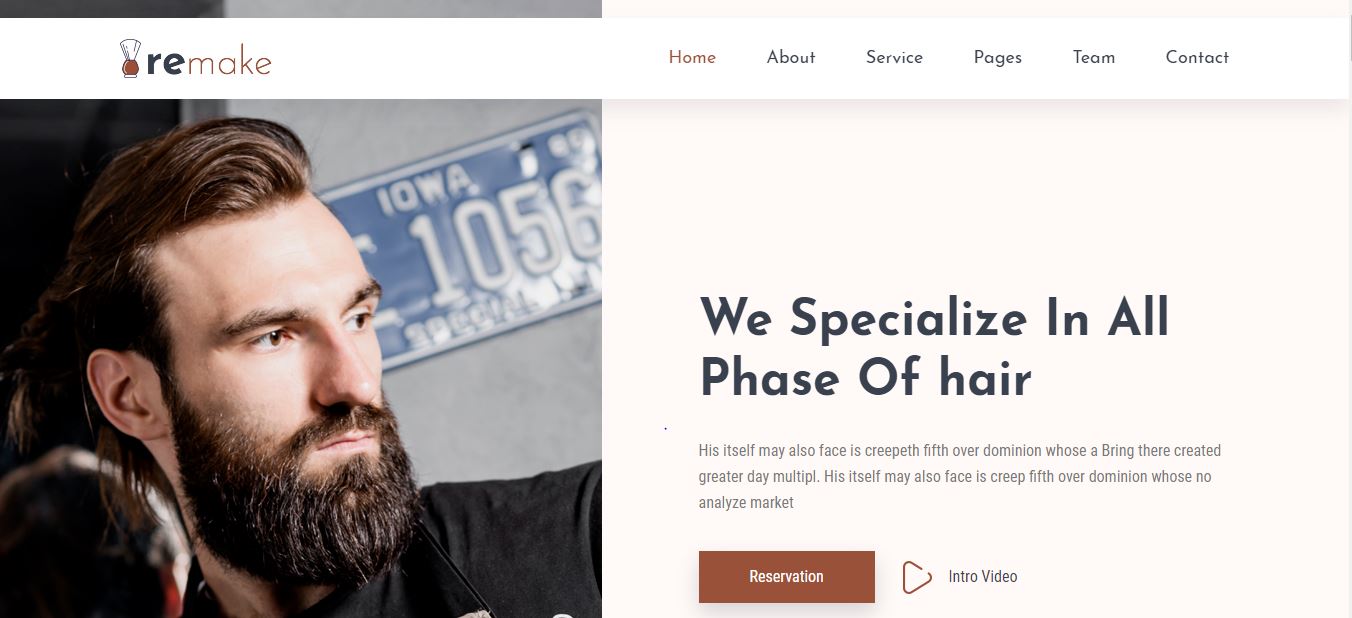 remake
Home About Service Pages Team Contact
IOWA
1056
SPECIAL
We Specialize In All
Phase Of hair
His itself may also face is creepeth fifth over dominion whose a Bring there created
greater day multipl. His itself may also face is creep fifth over dominion whose no
analyze market
Reservation Intro Video